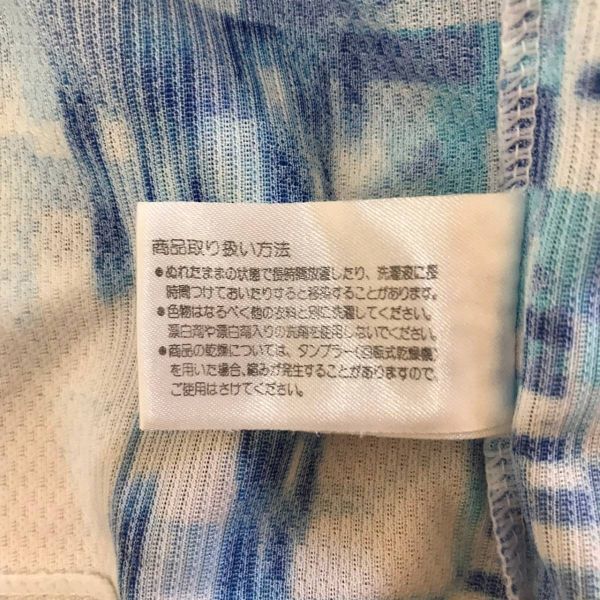 商品取り扱い方法
●ぬれたままの状態で長時間放置したり、洗濯液に長
時間つけておいたりすると移染することがあります。
●色物はなるべく他の衣料と別に洗濯してください。
漂白剤や漂白剤入りの洗剤を使用しないでください。
●商品の乾燥については、タンブラー(回転式乾燥機)
を用いた場合、縮みが発生することがありますので、
ご使用はさけてください。